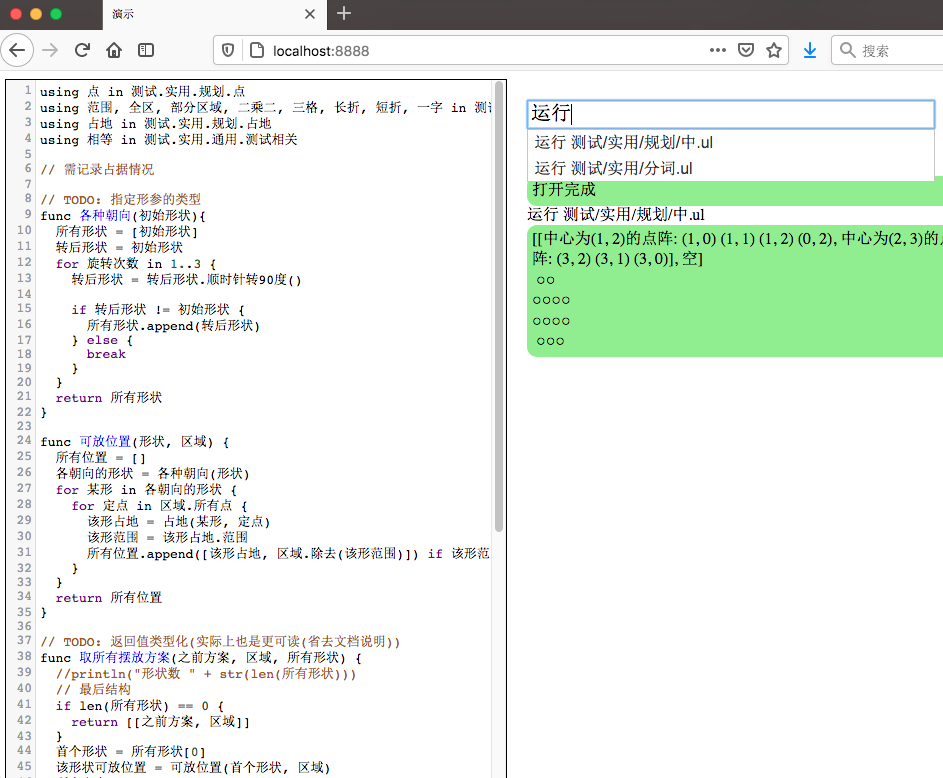 演示
localhost:8888
搜索
1 using 点 in 测试.实用.规划.点
2 using 范围, 全区, 部分区域, 二乘二, 三格, 长折, 短折, 一字 in 测试
3 using 占地 in 测试.实用.规划.占地
4 using 相等 in 测试.实用.通用.测试相关
5
6 // 需记录占据情况
7
8 // TODO: 指定形参的类型
9 func 各种朝向(初始形状){
10 所有形状 = [初始形状]
11 转后形状 = 初始形状
12 for 旋转次数 in 1..3 {
13 转后形状 = 转后形状.顺时针转90度()
14
15 if 转后形状 != 初始形状 {
16 所有形状.append(转后形状)
17 } else {
18 break
19 }
20 }
21 return 所有形状
22 }
23
24 func 可放位置(形状, 区域) {
25 所有位置 = []
26 各朝向的形状 = 各种朝向(形状)
27 for 某形 in 各朝向的形状 {
28 for 定点 in 区域.所有点 {
29 该形占地 = 占地(某形, 定点)
30 该形范围 = 该形占地.范围
31 所有位置.append([该形占地, 区域.除去(该形范围)]) if 该形范
32 }
33 }
34 return 所有位置
35 }
36
37 // TODO: 返回值类型化(实际上也是更可读(省去文档说明))
38 func 取所有摆放方案(之前方案, 区域, 所有形状) {
39 //println("形状数 " + str(len(所有形状)))
40 // 最后结构
41 if len(所有形状) == 0 {
42 return [[之前方案, 区域]]
43 }
44 首个形状 = 所有形状[0]
45 该形状可放位置 = 可放位置(首个形状, 区域)
运行
运行 测试/实用/规划/中.ul
运行 测试/实用/分词.ul
打开完成
运行 测试/实用/规划/中.ul
[[中心为(1, 2)的点阵: (1, 0) (1, 1) (1, 2) (0, 2), 中心为(2, 3)的点
阵: (3, 2) (3, 1) (3, 0)], 空]
○○
○○○○
○○○○
○○○